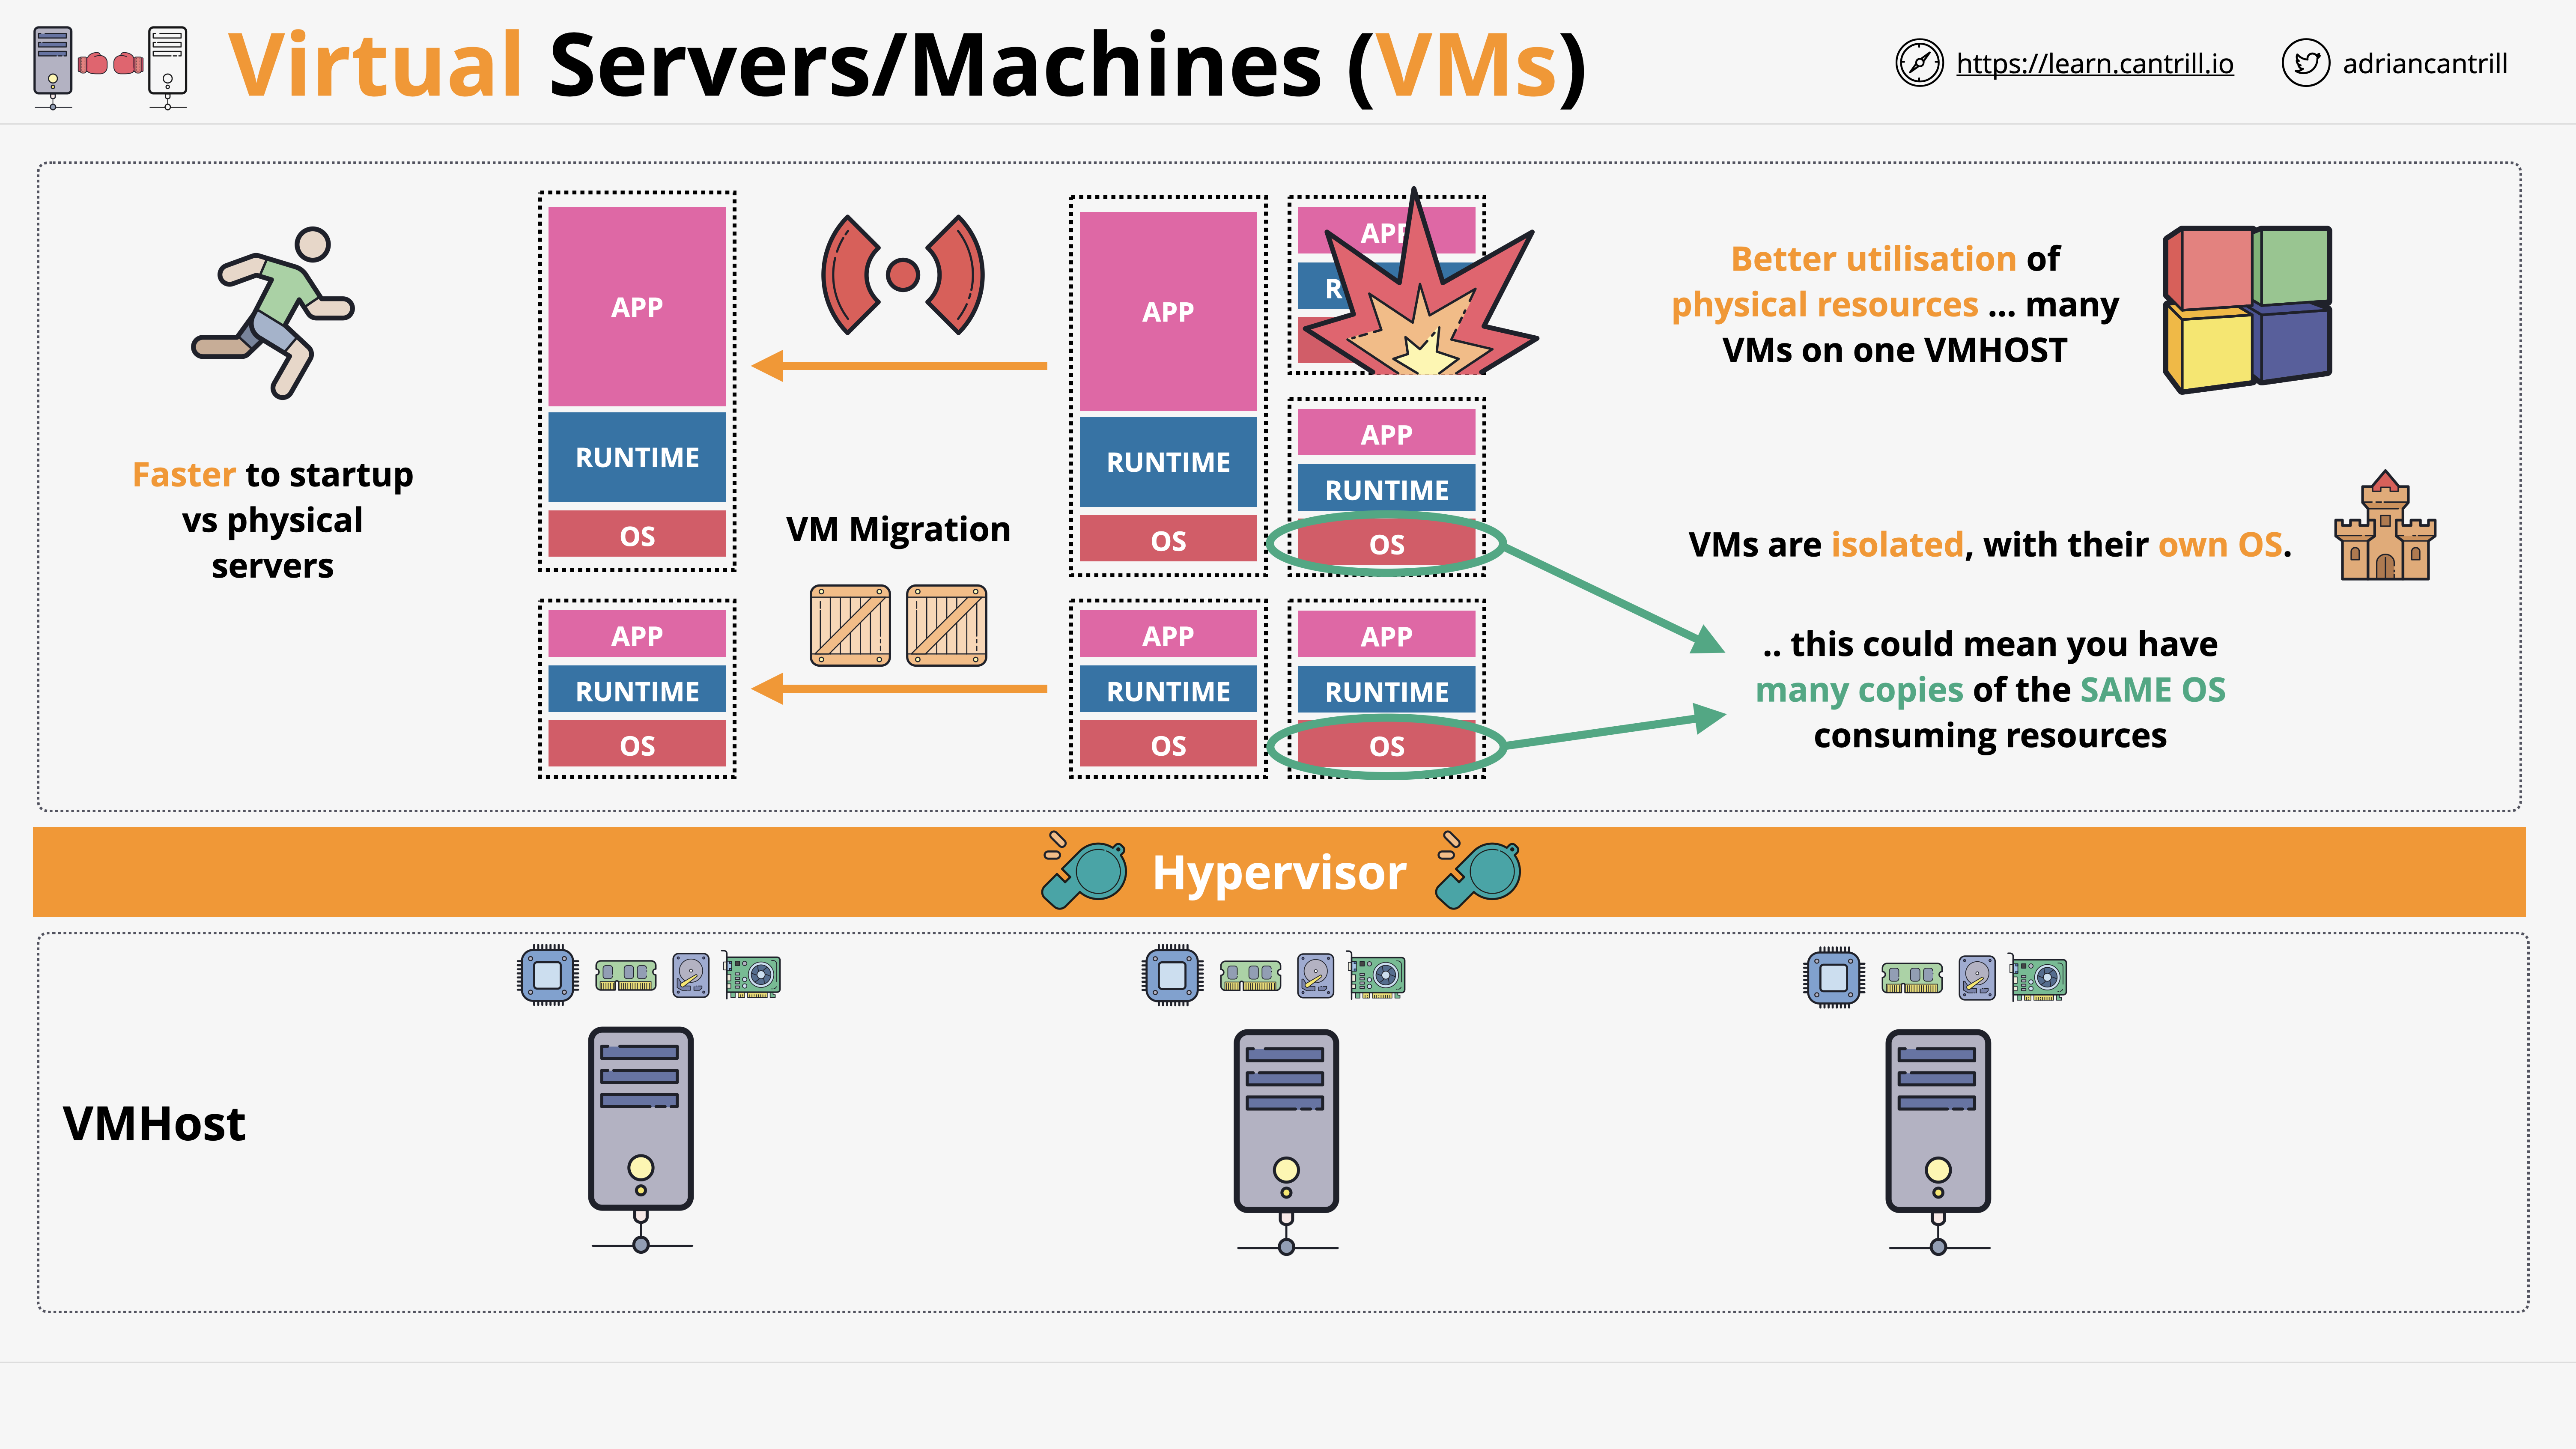 Virtual Servers/Machines (VMs)
https://learn.cantrill.io
adriancantrill
Faster to startup
vs physical
servers
APP
RUNTIME
OS
APP
RUNTIME
OS
VM Migration
APP
RUNTIME
OS
APP
RUNTIME
OS
APP
RUNTIME
OS
APP
RUNTIME
OS
Better utilisation of
physical resources ... many
VMs on one VMHOST
VMs are isolated, with their own OS.
.. this could mean you have
many copies of the SAME OS
consuming resources
Hypervisor
VMHost